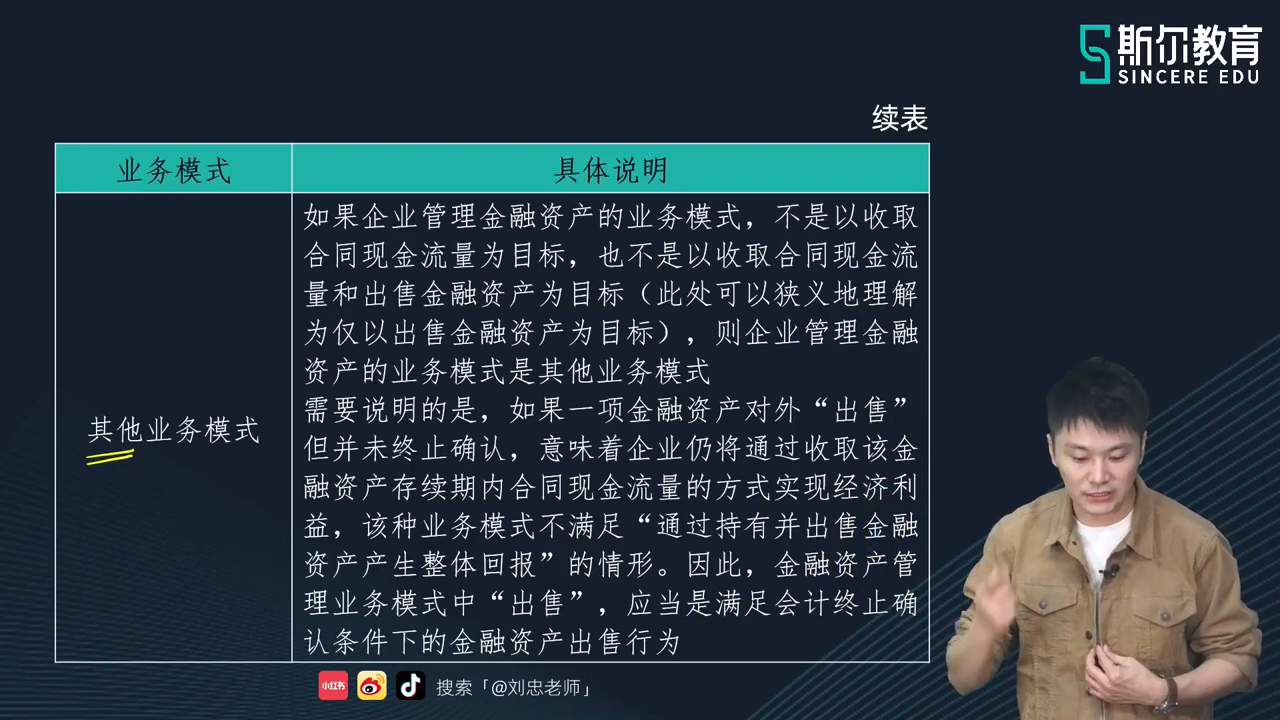 斯尔教育
SINCERE EDU
续表
业务模式
具体说明
其他业务模式
如果企业管理金融资产的业务模式，不是以收取
合同现金流量为目标，也不是以收取合同现金流
量和出售金融资产为目标（此处可以狭义地理解
为仅以出售金融资产为目标），则企业管理金融
资产的业务模式是其他业务模式
需要说明的是，如果一项金融资产对外“出售”
但并未终止确认，意味着企业仍将通过收取该金
融资产存续期内合同现金流量的方式实现经济利
益，该种业务模式不满足“通过持有并出售金融
资产产生整体回报”的情形。因此，金融资产管
理业务模式中“出售”，应当是满足会计终止确
认条件下的金融资产出售行为
小红书
搜索「@刘忠老师」